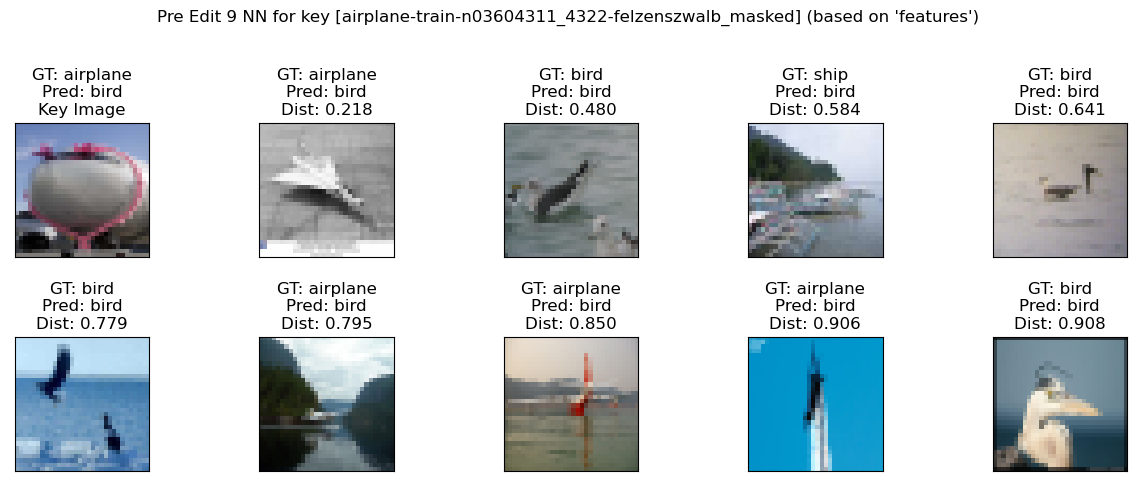 Pre Edit 9 NN for key [airplane-train-n03604311_4322-felzenszwalb_masked] (based on 'features')
GT: airplane
Pred: bird
Key Image
GT: airplane
Pred: bird
Dist: 0.218
GT: bird
Pred: bird
Dist: 0.480
GT: ship
Pred: bird
Dist: 0.584
GT: bird
Pred: bird
Dist: 0.641
GT: bird
Pred: bird
Dist: 0.779
GT: airplane
Pred: bird
Dist: 0.795
GT: airplane
Pred: bird
Dist: 0.850
GT: airplane
Pred: bird
Dist: 0.906
GT: bird
Pred: bird
Dist: 0.908